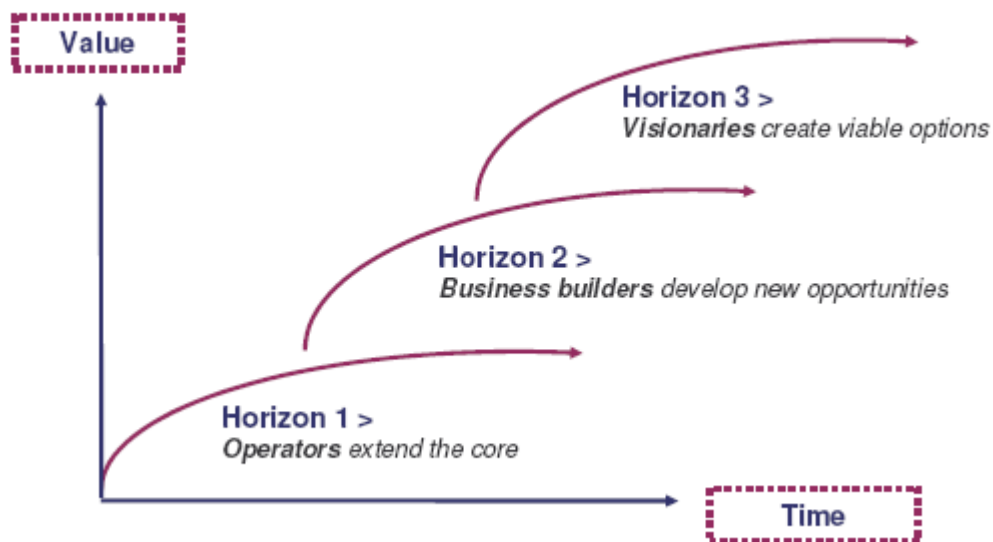 Value
Horizon 3 >
Visionaries create viable options
Horizon 2 >
Business builders develop new opportunities
Horizon 1 >
Operators extend the core
Time